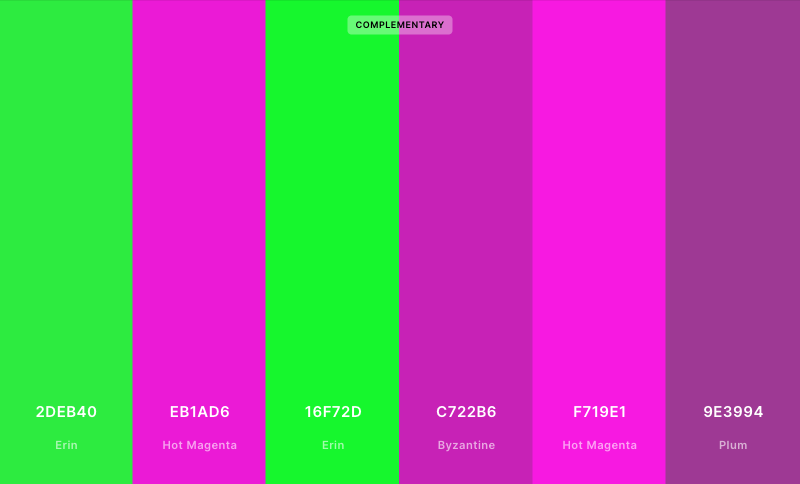 COMPLEMENTARY
2DEB40
Erin
EB1AD6
Hot Magenta
16F72D
Erin
C722B6
Byzantine
F719E1
Hot Magenta
9E3994
Plum